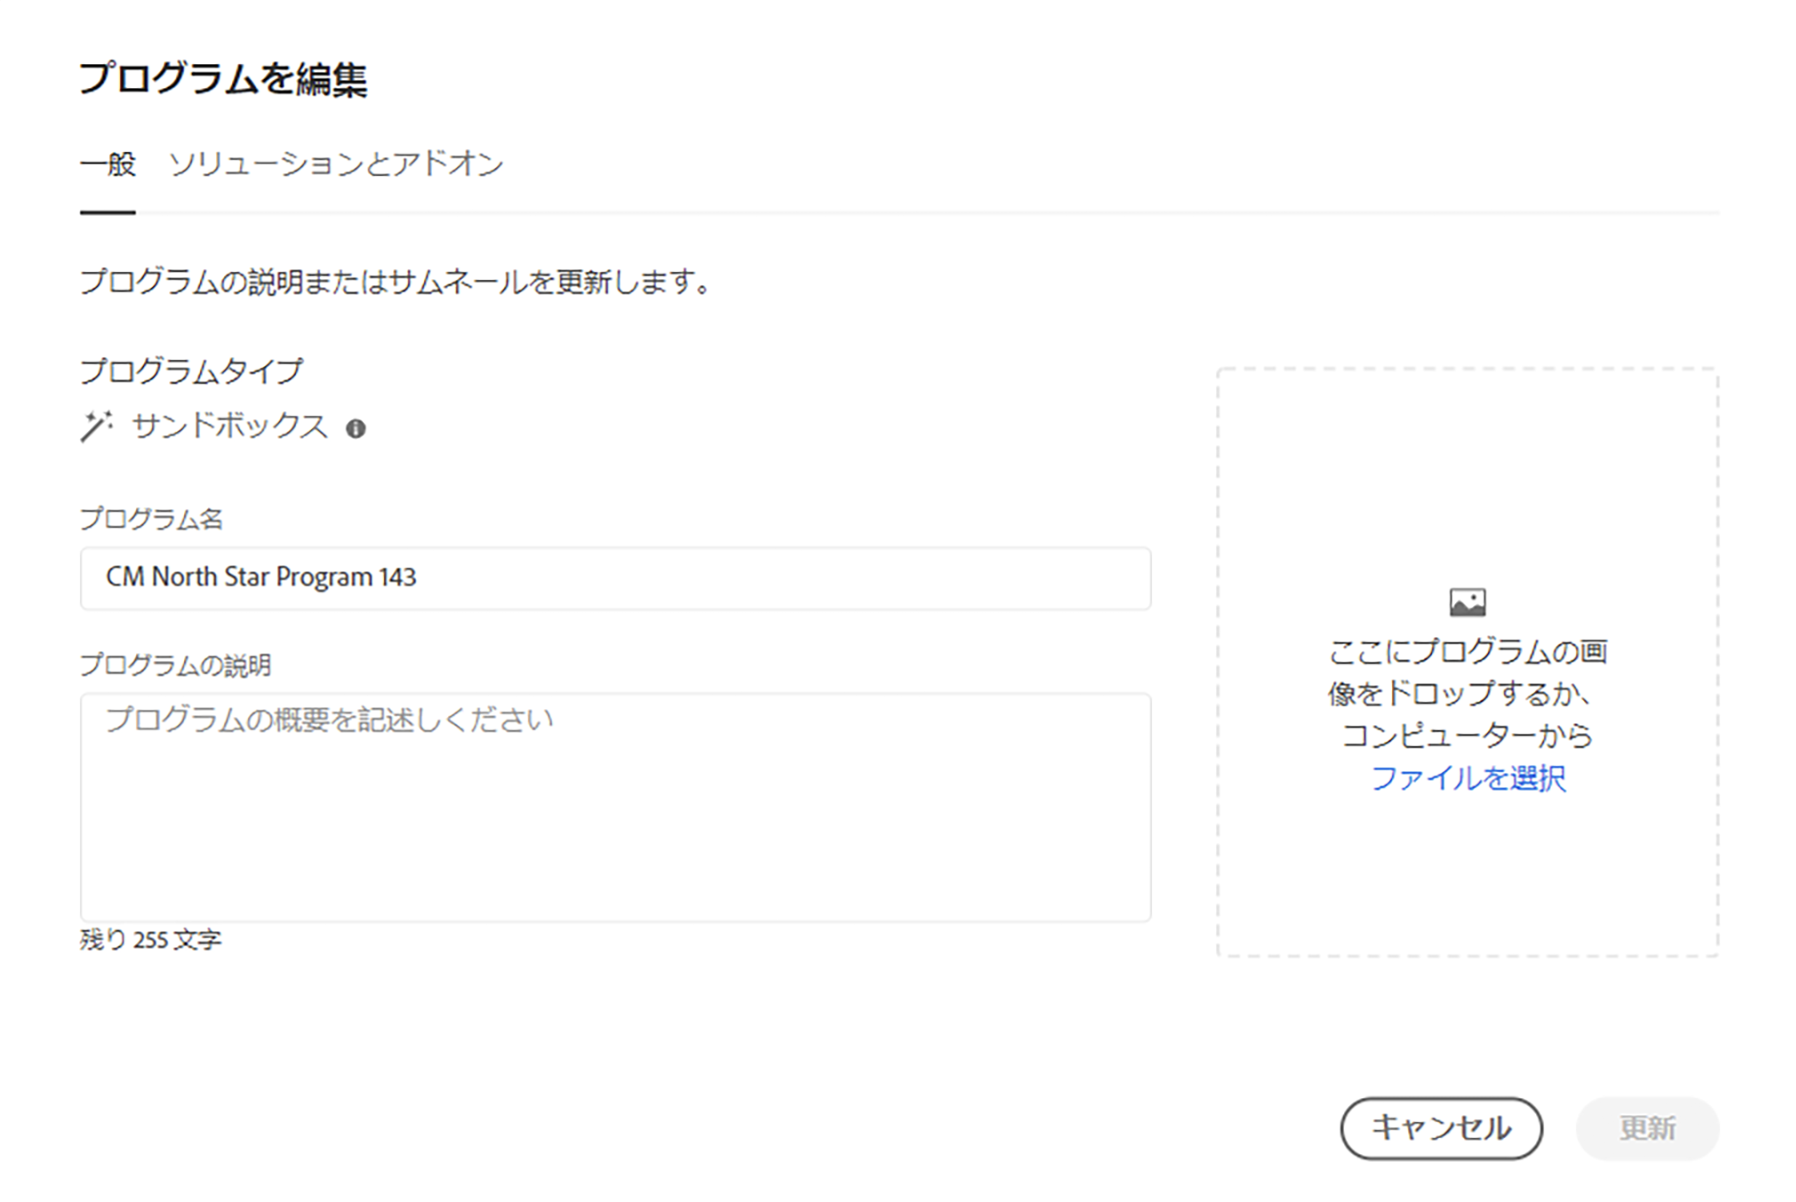 プログラムを編集
一般 ソリューションとアドオン
プログラムの説明またはサムネールを更新します。
プログラムタイプ
サンドボックス
プログラム名
CM North Star Program 143
プログラムの説明
プログラムの概要を記述しください
残り 255 文字
ここにプログラムの画
像をドロップするか、
コンピューターから
ファイルを選択
キャンセル 更新